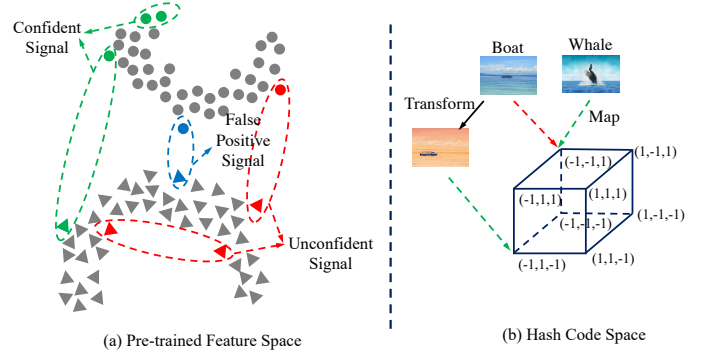 Confident
Signal
False
Positive
Signal
Unconfident
Signal
(a) Pre-trained Feature Space
Boat
Whale
Transform
Map
(-1,-1,1)
(1,-1,1)
(-1,1,1)
(1,1,1)
(-1,-1,-1)
(1,-1,-1)
(-1,1,-1)
(1,1,-1)
(b) Hash Code Space